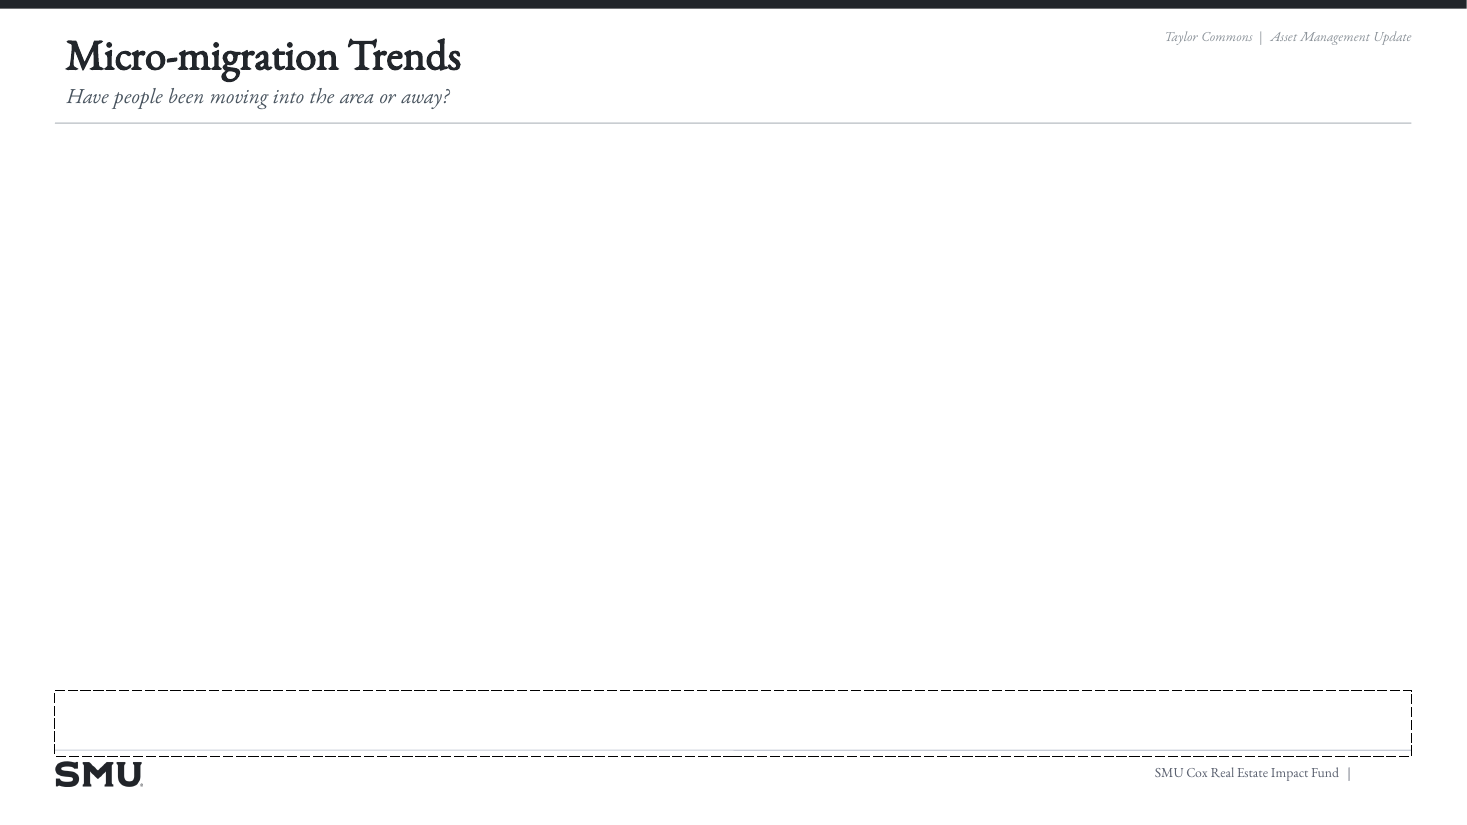 Taylor Commons | Asset Management Update
Micro-migration Trends
Have people been moving into the area or away?
SMU®
SMU Cox Real Estate Impact Fund |